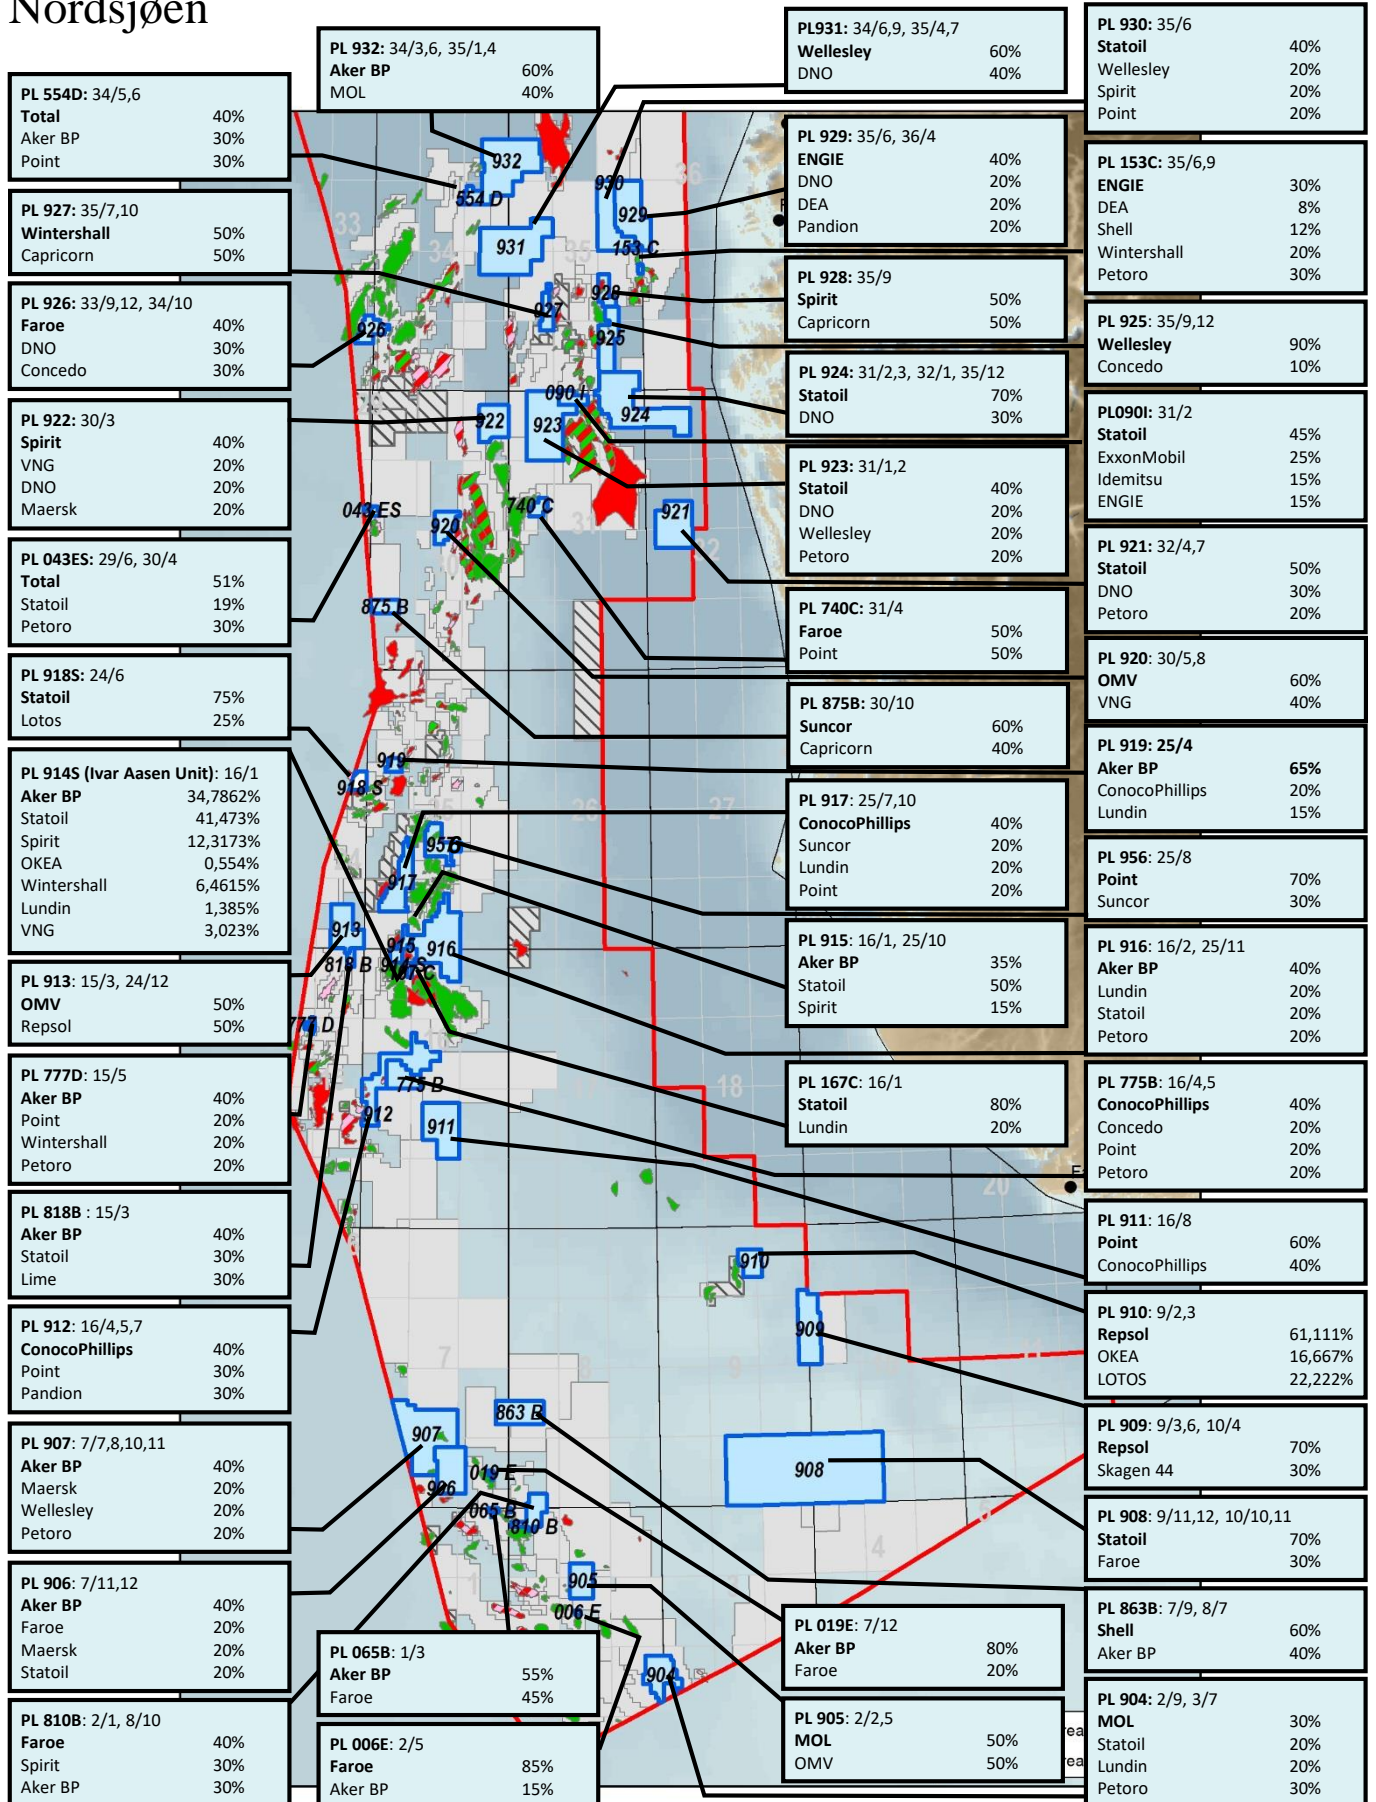 Nordsjøen
PL 554D: 34/5,6
Total 40%
Aker BP 30%
Point 30%
PL 927: 35/7,10
Wintershall 50%
Capricorn 50%
PL 926: 33/9,12, 34/10
Faroe 40%
DNO 30%
Concedo 30%
PL 922: 30/3
Spirit 40%
VNG 20%
DNO 20%
Maersk 20%
PL 043ES: 29/6, 30/4
Total 51%
Statoil 19%
Petoro 30%
PL 918S: 24/6
Statoil 75%
Lotos 25%
PL 914S (Ivar Aasen Unit): 16/1
Aker BP 34,7862%
Statoil 41,473%
Spirit 12,3173%
OKEA 0,554%
Wintershall 6,4615%
Lundin 1,385%
VNG 3,023%
PL 913: 15/3, 24/12
OMV 50%
Repsol 50%
PL 777D: 15/5
Aker BP 40%
Point 20%
Wintershall 20%
Petoro 20%
PL 818B : 15/3
Aker BP 40%
Statoil 30%
Lime 30%
PL 912: 16/4,5,7
ConocoPhillips 40%
Point 30%
Pandion 30%
PL 907: 7/7,8,10,11
Aker BP 40%
Maersk 20%
Wellesley 20%
Petoro 20%
PL 906: 7/11,12
Aker BP 40%
Faroe 20%
Maersk 20%
Statoil 20%
PL 810B: 2/1, 8/10
Faroe 40%
Spirit 30%
Aker BP 30%
PL 932: 34/3,6, 35/1,4
Aker BP 60%
MOL 40%
PL 065B: 1/3
Aker BP 55%
Faroe 45%
PL 006E: 2/5
Faroe 85%
Aker BP 15%
932
554 D
930
929
36
33
34
931
35
153 C
928
927
926
925
090 I
924
922
923
043 ES
740 C
920
921
31
875 B
919
918 S
26
27
917
913
915
916
818 B
777 D
775 B
912
911
17
18
20
910
909
7
8
9
863 B
907
906
019 E
908
065 B
810 B
4
905
006 E
904
PL931: 34/6,9, 35/4,7
Wellesley 60%
DNO 40%
PL 929: 35/6, 36/4
ENGIE 40%
DNO 20%
DEA 20%
Pandion 20%
PL 928: 35/9
Spirit 50%
Capricorn 50%
PL 924: 31/2,3, 32/1, 35/12
Statoil 70%
DNO 30%
PL 923: 31/1,2
Statoil 40%
DNO 20%
Wellesley 20%
Petoro 20%
PL 740C: 31/4
Faroe 50%
Point 50%
PL 875B: 30/10
Suncor 60%
Capricorn 40%
PL 917: 25/7,10
ConocoPhillips 40%
Suncor 20%
Lundin 20%
Point 20%
PL 915: 16/1, 25/10
Aker BP 35%
Statoil 50%
Spirit 15%
PL 167C: 16/1
Statoil 80%
Lundin 20%
PL 019E: 7/12
Aker BP 80%
Faroe 20%
PL 905: 2/2,5
MOL 50%
OMV 50%
PL 930: 35/6
Statoil 40%
Wellesley 20%
Spirit 20%
Point 20%
PL 153C: 35/6,9
ENGIE 30%
DEA 8%
Shell 12%
Wintershall 20%
Petoro 30%
PL 925: 35/9,12
Wellesley 90%
Concedo 10%
PL090I: 31/2
Statoil 45%
ExxonMobil 25%
Idemitsu 15%
ENGIE 15%
PL 921: 32/4,7
Statoil 50%
DNO 30%
Petoro 20%
PL 920: 30/5,8
OMV 60%
VNG 40%
PL 919: 25/4
Aker BP 65%
ConocoPhillips 20%
Lundin 15%
PL 956: 25/8
Point 70%
Suncor 30%
PL 916: 16/2, 25/11
Aker BP 40%
Lundin 20%
Statoil 20%
Petoro 20%
PL 775B: 16/4,5
ConocoPhillips 40%
Concedo 20%
Point 20%
Petoro 20%
PL 911: 16/8
Point 60%
ConocoPhillips 40%
PL 910: 9/2,3
Repsol 61,111%
OKEA 16,667%
LOTOS 22,222%
PL 909: 9/3,6, 10/4
Repsol 70%
Skagen 44 30%
PL 908: 9/11,12, 10/10,11
Statoil 70%
Faroe 30%
PL 863B: 7/9, 8/7
Shell 60%
Aker BP 40%
PL 904: 2/9, 3/7
MOL 30%
Statoil 20%
Lundin 20%
Petoro 30%